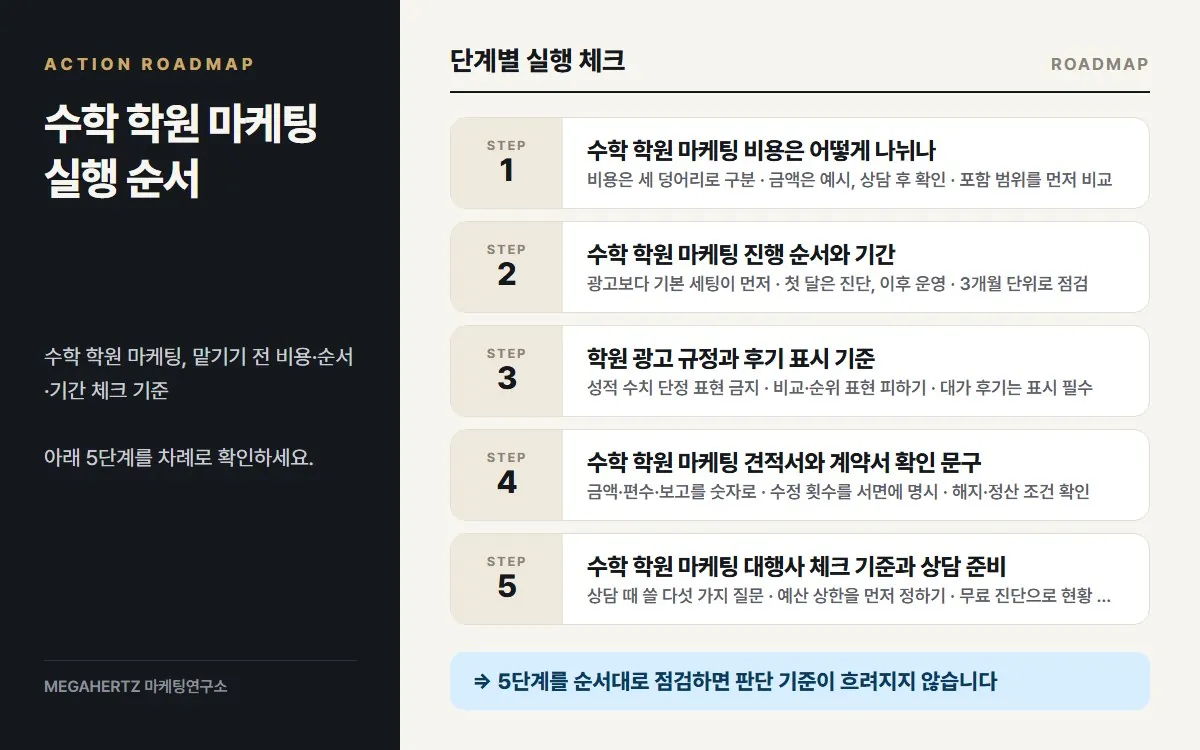 ACTION ROADMAP
수학 학원 마케팅
실행 순서
수학 학원 마케팅, 맡기기 전 비용·순서
·기간 체크 기준
아래 5단계를 차례로 확인하세요.
MEGAHERTZ 마케팅연구소
단계별 실행 체크
ROADMAP
STEP
1
수학 학원 마케팅 비용은 어떻게 나뉘나
비용은 세 덩어리로 구분 · 금액은 예시, 상담 후 확인 · 포함 범위를 먼저 비교
STEP
2
수학 학원 마케팅 진행 순서와 기간
광고보다 기본 세팅이 먼저 · 첫 달은 진단, 이후 운영 · 3개월 단위로 점검
STEP
3
학원 광고 규정과 후기 표시 기준
성적 수치 단정 표현 금지 · 비교·순위 표현 피하기 · 대가 후기는 표시 필수
STEP
4
수학 학원 마케팅 견적서와 계약서 확인 문구
금액·편수·보고를 숫자로 · 수정 횟수를 서면에 명시 · 해지·정산 조건 확인
STEP
5
수학 학원 마케팅 대행사 체크 기준과 상담 준비
상담 때 쓸 다섯 가지 질문 · 예산 상한을 먼저 정하기 · 무료 진단으로 현황 ...
→ 5단계를 순서대로 점검하면 판단 기준이 흐려지지 않습니다